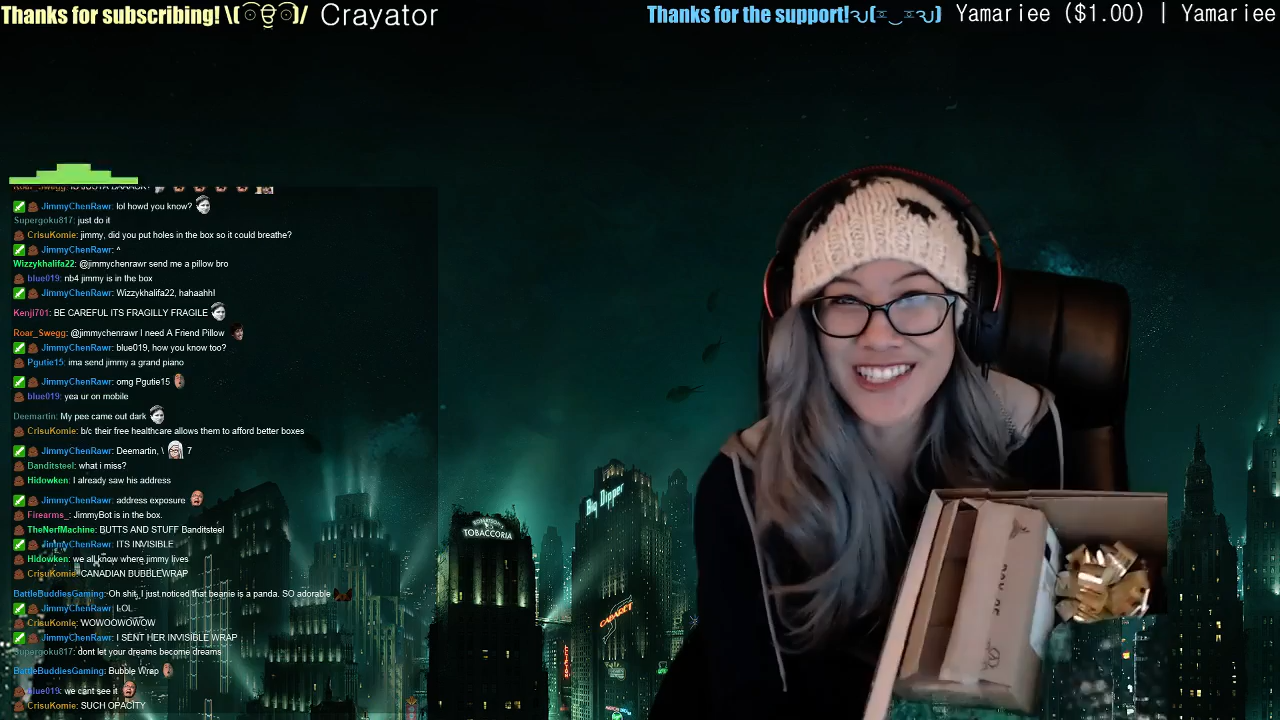 Thanks for subscribing! \( ͡° ͜ʖ ͡°)/ Crayator
Thanks for the support! Yamariee ($1.00) | Yamariee
JimmyChenRawr: lol howd you know?
Supergoku817: just do it
CrisuKomie: jimmy, did you put holes in the box so it could breathe?
JimmyChenRawr: ^
Wizzykhalifa22: @jimmychenrawr send me a pillow bro
blue019: nb4 jimmy is in the box
JimmyChenRawr: Wizzykhalifa22, hahaahh!
Kenji701: BE CAREFUL ITS FRAGILLY FRAGILE
Roar_Swegg: @jimmychenrawr I need A Friend Pillow
JimmyChenRawr: blue019, how you know too?
Pgutie15: ima send jimmy a grand piano
JimmyChenRawr: omg Pgutie15
blue019: yea ur on mobile
Deemartin: My pee came out dark
CrisuKomie: b/c their free healthcare allows them to afford better boxes
JimmyChenRawr: Deemartin, \ 7
Banditsteel: what i miss?
Hidowken: I already saw his address
JimmyChenRawr: address exposure
Firearms_: JimmyBot is in the box.
TheNerfMachine: BUTTS AND STUFF Banditsteel
JimmyChenRawr: ITS INVISIBLE
Hidowken: we all know where jimmy lives
CrisuKomie: CANADIAN BUBBLEWRAP
BattleBuddiesGaming: Oh shit, I just noticed that beanie is a panda. SO adorable
JimmyChenRawr: LOL
CrisuKomie: WOWOOWOWOW
JimmyChenRawr: I SENT HER INVISIBLE WRAP
Supergoku817: dont let your dreams become dreams
BattleBuddiesGaming: Bubble Wrap
blue019: we cant see it
CrisuKomie: SUCH OPACITY
ROBERTSON'S
TOBACCORIA
Big Dipper
CABARET